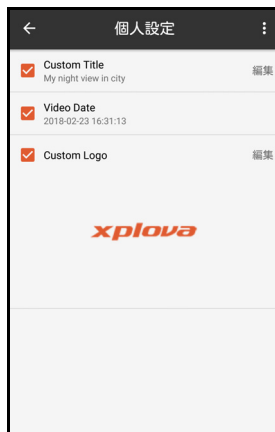 個人設定
Custom Title
編集
My night view in city
Video Date
2018-02-23 16:31:13
Custom Logo
編集
xplova